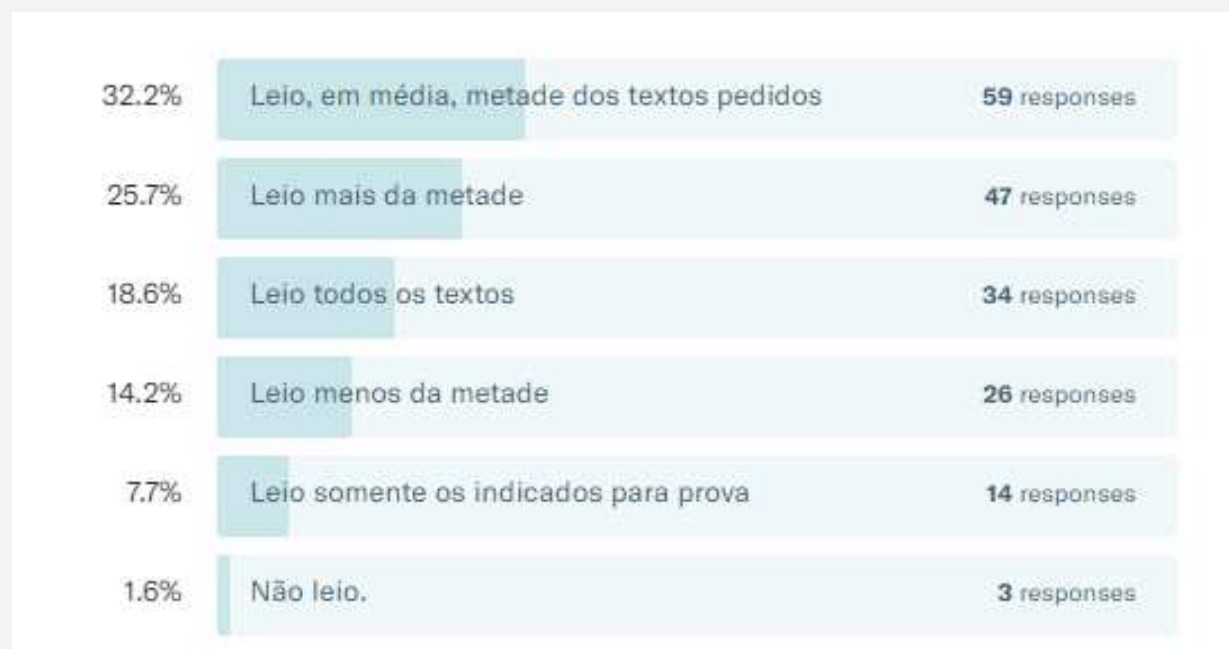 32.2% Leio, em média, metade dos textos pedidos 59 responses
25.7% Leio mais da metade 47 responses
18.6% Leio todos os textos 34 responses
14.2% Leio menos da metade 26 responses
7.7% Leio somente os indicados para prova 14 responses
1.6% Não leio. 3 responses